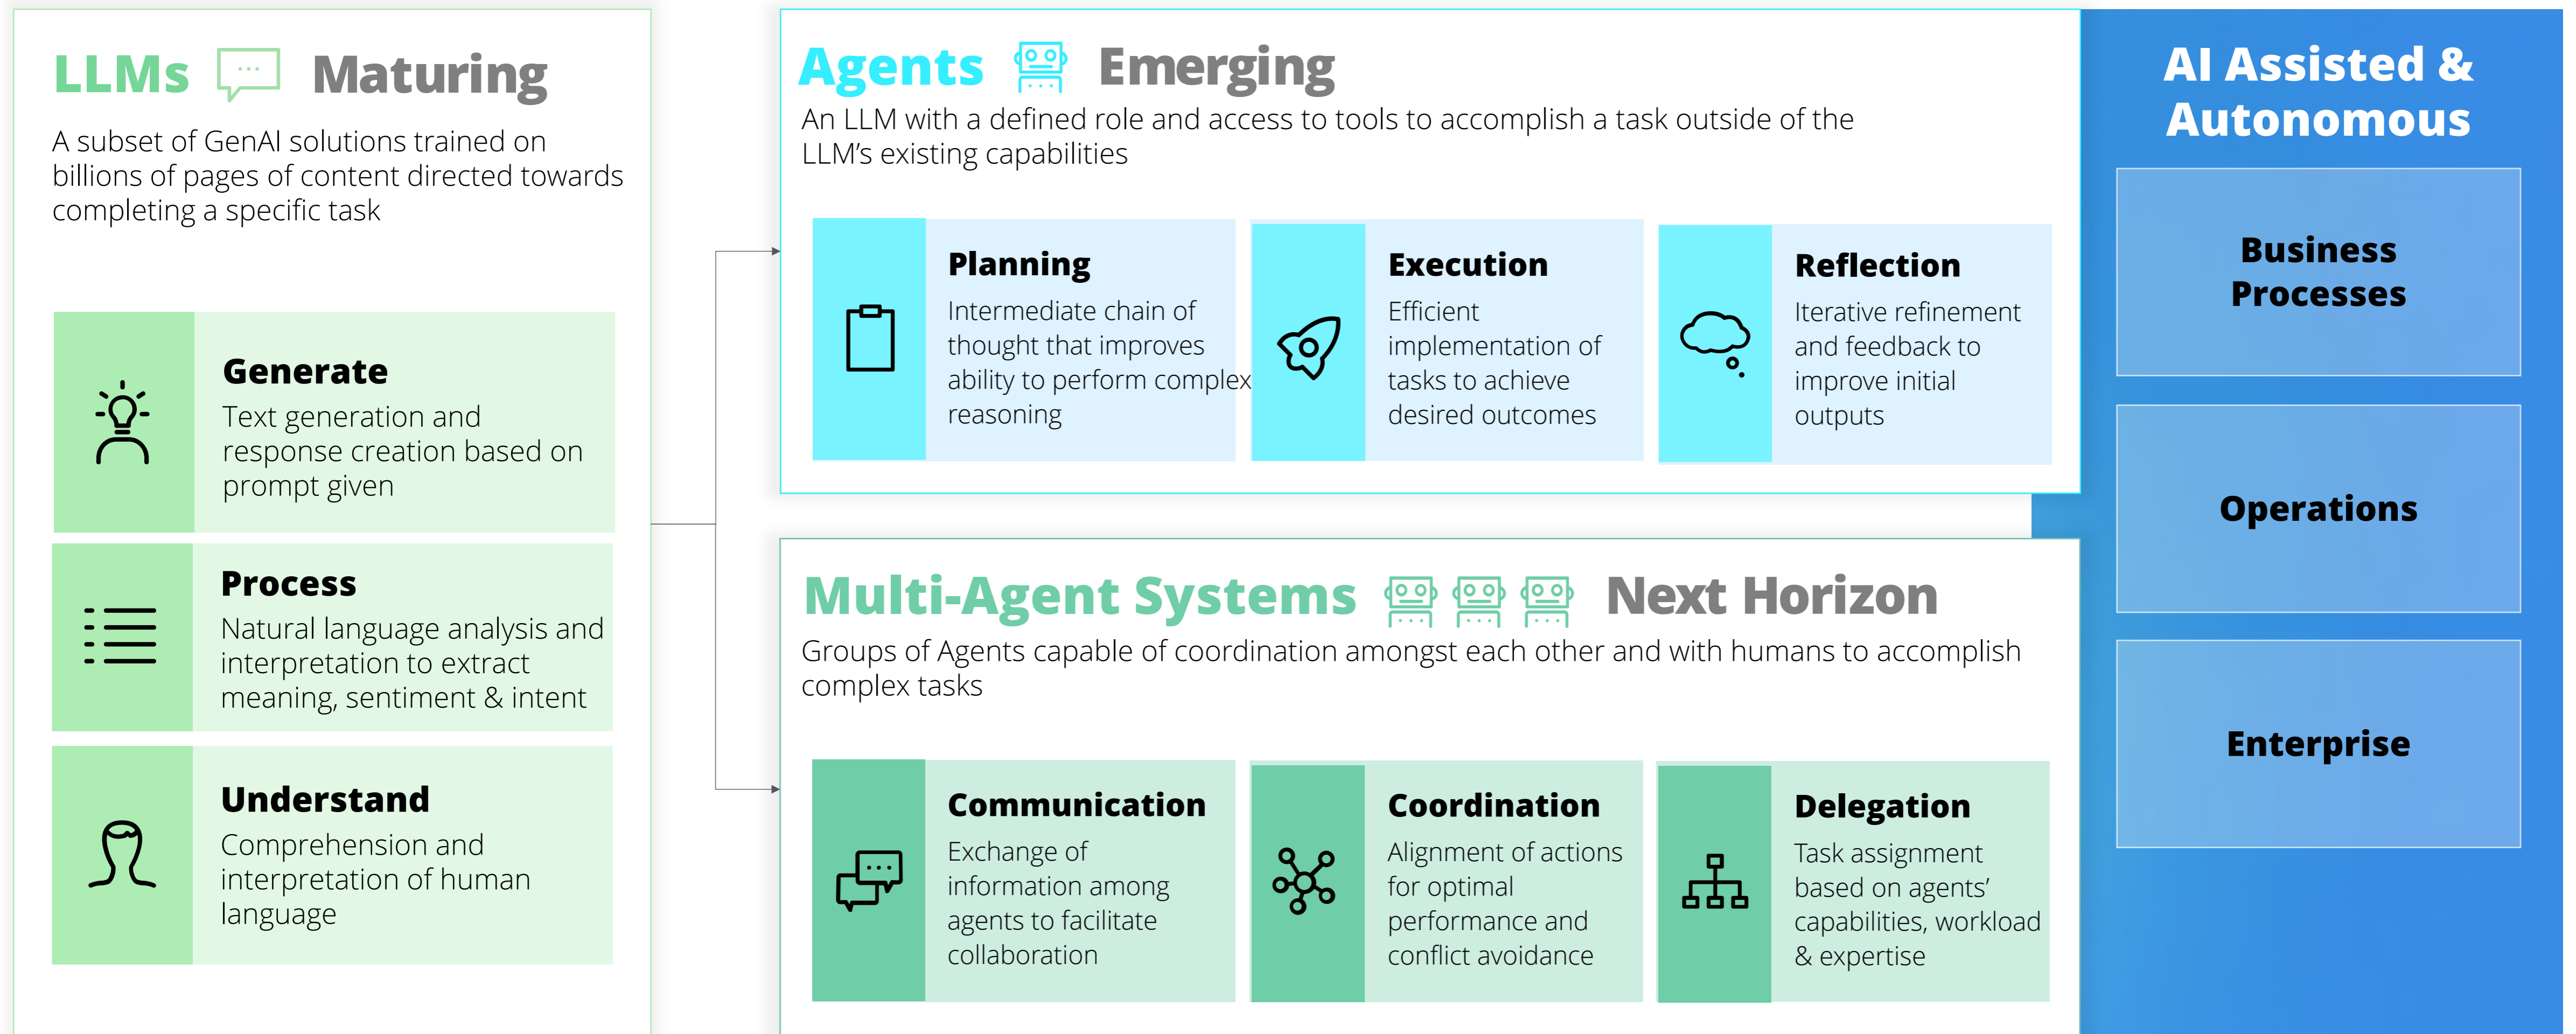 LLMs Maturing
A subset of GenAI solutions trained on
billions of pages of content directed towards
completing a specific task
Generate
Text generation and
response creation based on
prompt given
Process
Natural language analysis and
interpretation to extract
meaning, sentiment & intent
Understand
Comprehension and
interpretation of human
language
Agents Emerging
An LLM with a defined role and access to tools to accomplish a task outside of the
LLM’s existing capabilities
Planning
Intermediate chain of
thought that improves
ability to perform complex
reasoning
Execution
Efficient
implementation of
tasks to achieve
desired outcomes
Reflection
Iterative refinement
and feedback to
improve initial
outputs
Multi-Agent Systems Next Horizon
Groups of Agents capable of coordination amongst each other and with humans to accomplish
complex tasks
Communication
Exchange of
information among
agents to facilitate
collaboration
Coordination
Alignment of actions
for optimal
performance and
conflict avoidance
Delegation
Task assignment
based on agents’
capabilities, workload
& expertise
AI Assisted &
Autonomous
Business
Processes
Operations
Enterprise